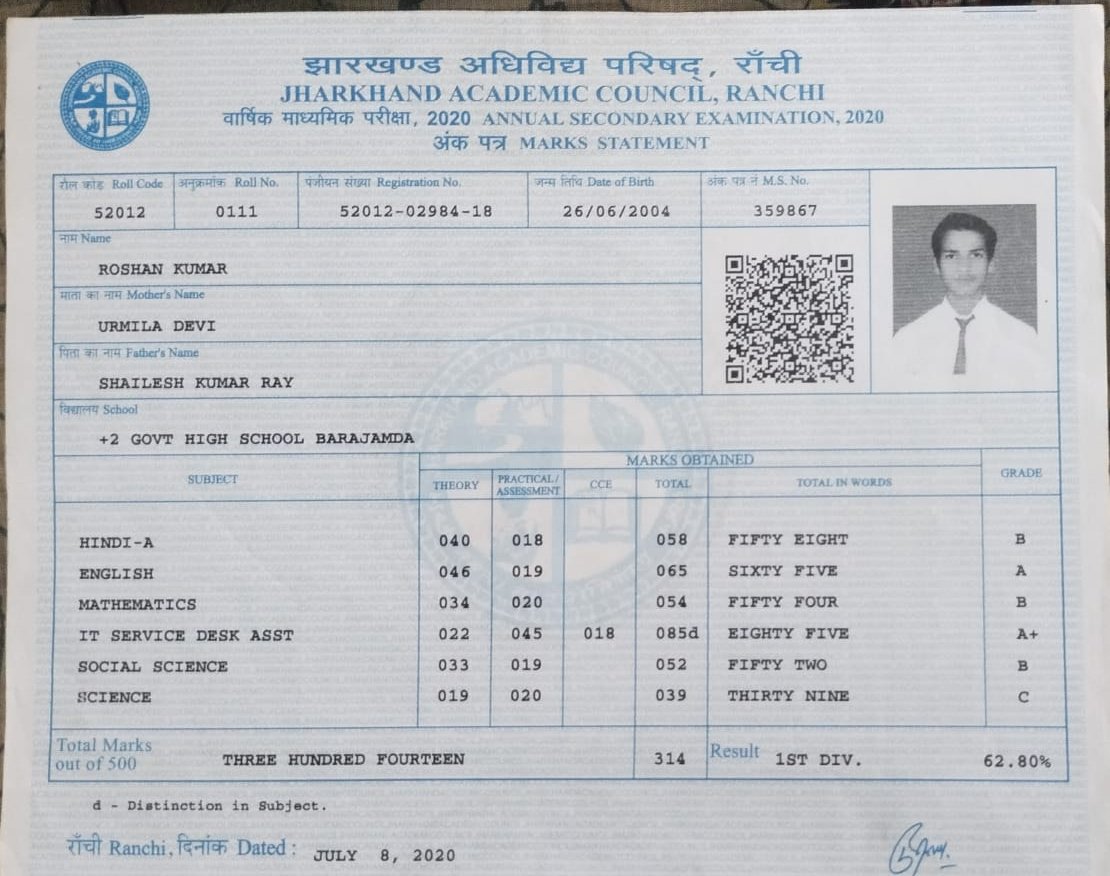 झारखण्ड अधिविद्य परिषद्, राँची
JHARKHAND ACADEMIC COUNCIL, RANCHI
वार्षिक माध्यमिक परीक्षा, 2020 ANNUAL SECONDARY EXAMINATION, 2020
अंक पत्र MARKS STATEMENT
रौल कोड Roll Code अनुक्रमांक Roll No. पंजीयन संख्या Registration No. जन्म तिथि Date of Birth अंक पत्र नं M.S. No.
52012 0111 52012-02984-18 26/06/2004 359867
नाम Name
ROSHAN KUMAR
माता का नाम Mother's Name
URMILA DEVI
पिता का नाम Father's Name
SHAILESH KUMAR RAY
विद्यालय School
+2 GOVT HIGH SCHOOL BARAJAMDA
MARKS OBTAINED
SUBJECT THEORY PRACTICAL/ ASSESSMENT CCE TOTAL TOTAL IN WORDS GRADE
HINDI-A 040 018 058 FIFTY EIGHT B
ENGLISH 046 019 065 SIXTY FIVE A
MATHEMATICS 034 020 054 FIFTY FOUR B
IT SERVICE DESK ASST 022 045 018 085d EIGHTY FIVE A+
SOCIAL SCIENCE 033 019 052 FIFTY TWO B
SCIENCE 019 020 039 THIRTY NINE C
Total Marks
out of 500 THREE HUNDRED FOURTEEN 314 Result 1ST DIV. 62.80%
d - Distinction in Subject.
राँची Ranchi, दिनांक Dated : JULY 8, 2020